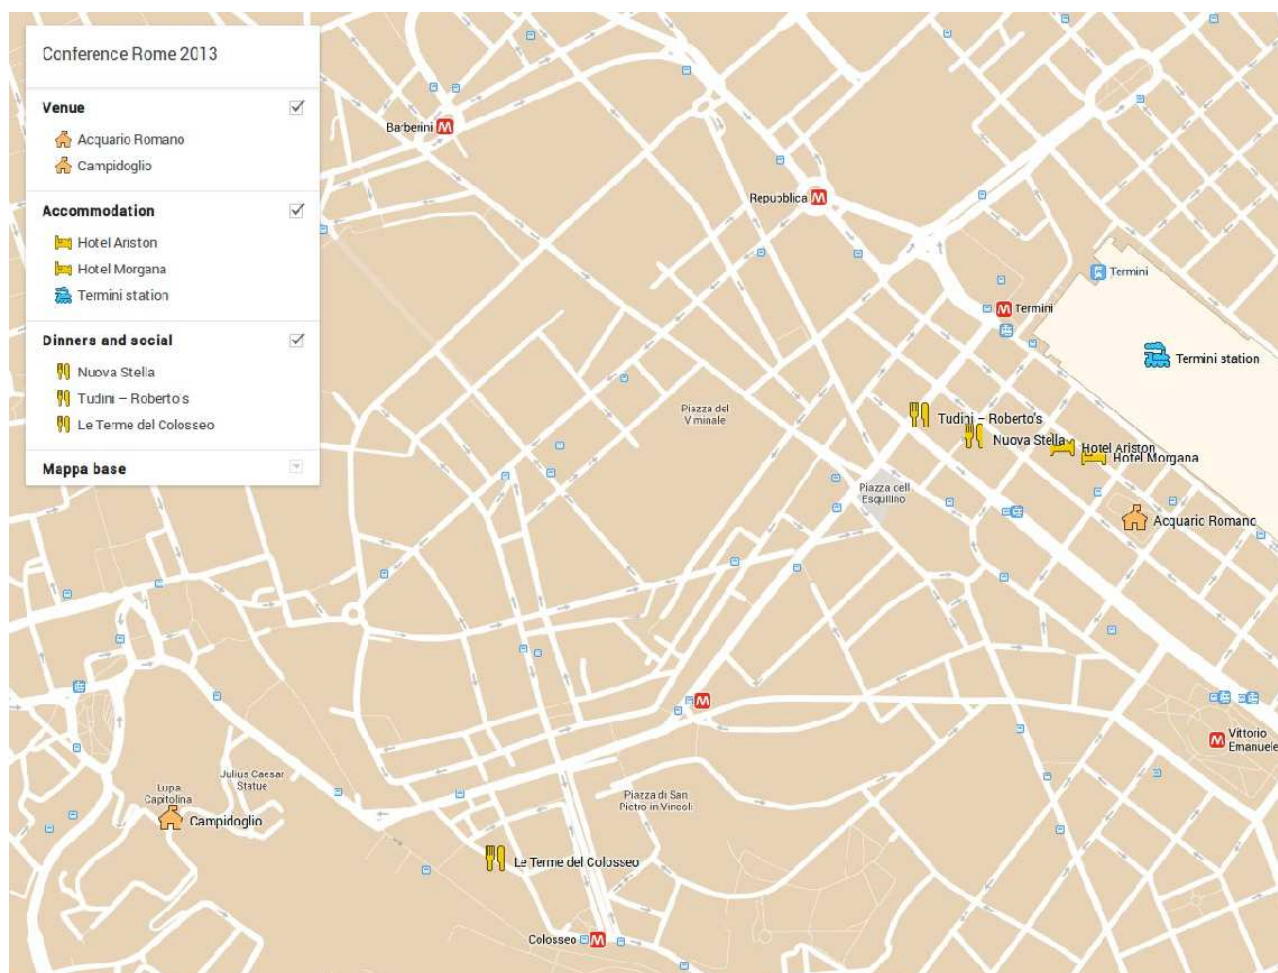 Conference Rome 2013
Venue
Acquario Romano
Campidoglio
Accommodation
Hotel Ariston
Hotel Morgana
Termini station
Dinners and social
Nuova Stella
Tudini – Roberto's
Le Terme del Colosseo
Mappa base
Barberini
Repubblica
Termini
Termini
Termini station
Piazza del
Viminale
Tudini – Roberto's
Nuova Stella
Hotel Ariston
Hotel Morgana
Piazza dell
Esquilino
Acquario Romano
Vittorio
Emanuele
Julius Caesar
Statue
Lupa
Capitolina
Campidoglio
Piazza di San
Pietro in Vincoli
Le Terme del Colosseo
Colosseo